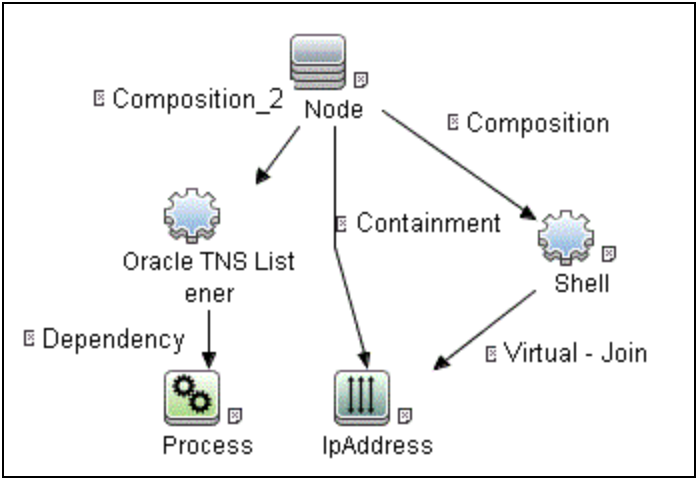 Composition_2
Node
Composition
Containment
Oracle TNS List
ener
Shell
Dependency
Virtual - Join
Process
IpAddress